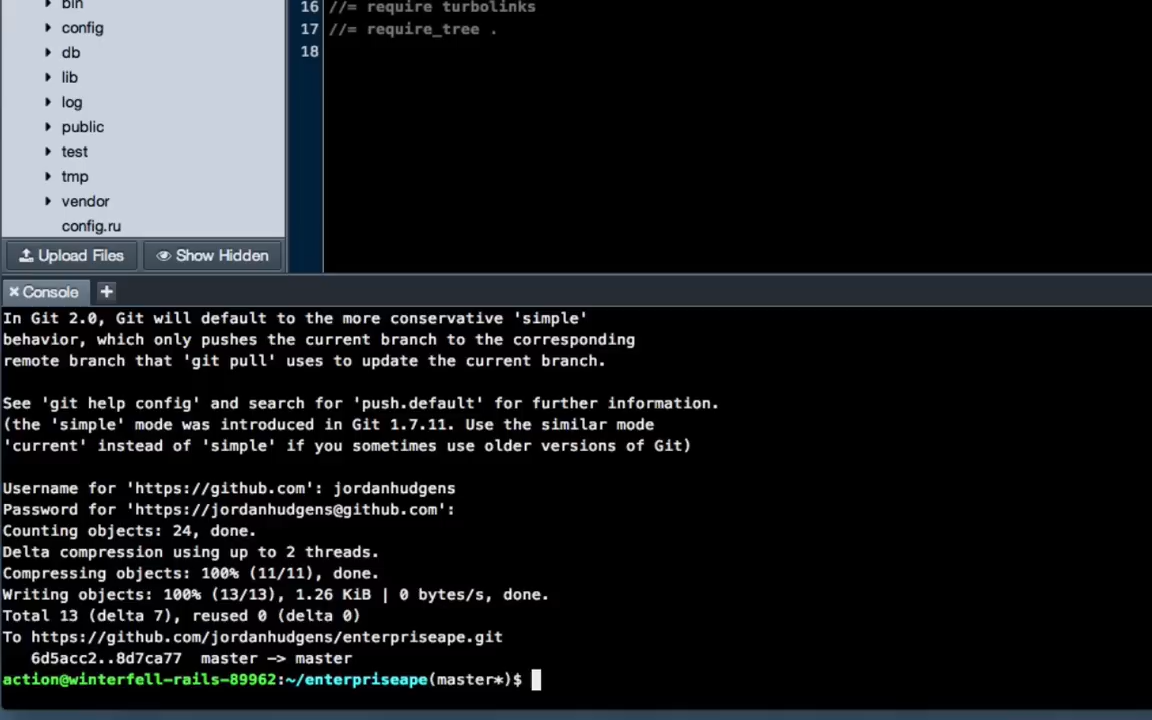 bin
config
db
lib
log
public
test
tmp
vendor
config.ru
Upload Files
Show Hidden
16 //= require turbolinks
17 //= require_tree .
18
Console
In Git 2.0, Git will default to the more conservative 'simple'
behavior, which only pushes the current branch to the corresponding
remote branch that 'git pull' uses to update the current branch.
See 'git help config' and search for 'push.default' for further information.
(the 'simple' mode was introduced in Git 1.7.11. Use the similar mode
'current' instead of 'simple' if you sometimes use older versions of Git)
Username for 'https://github.com': jordanhudgens
Password for 'https://jordanhudgens@github.com':
Counting objects: 24, done.
Delta compression using up to 2 threads.
Compressing objects: 100% (11/11), done.
Writing objects: 100% (13/13), 1.26 KiB | 0 bytes/s, done.
Total 13 (delta 7), reused 0 (delta 0)
To https://github.com/jordanhudgens/enterpriseape.git
6d5acc2..8d7ca77 master -> master
action@winterfell-rails-89962:~/enterpriseape(master*)$